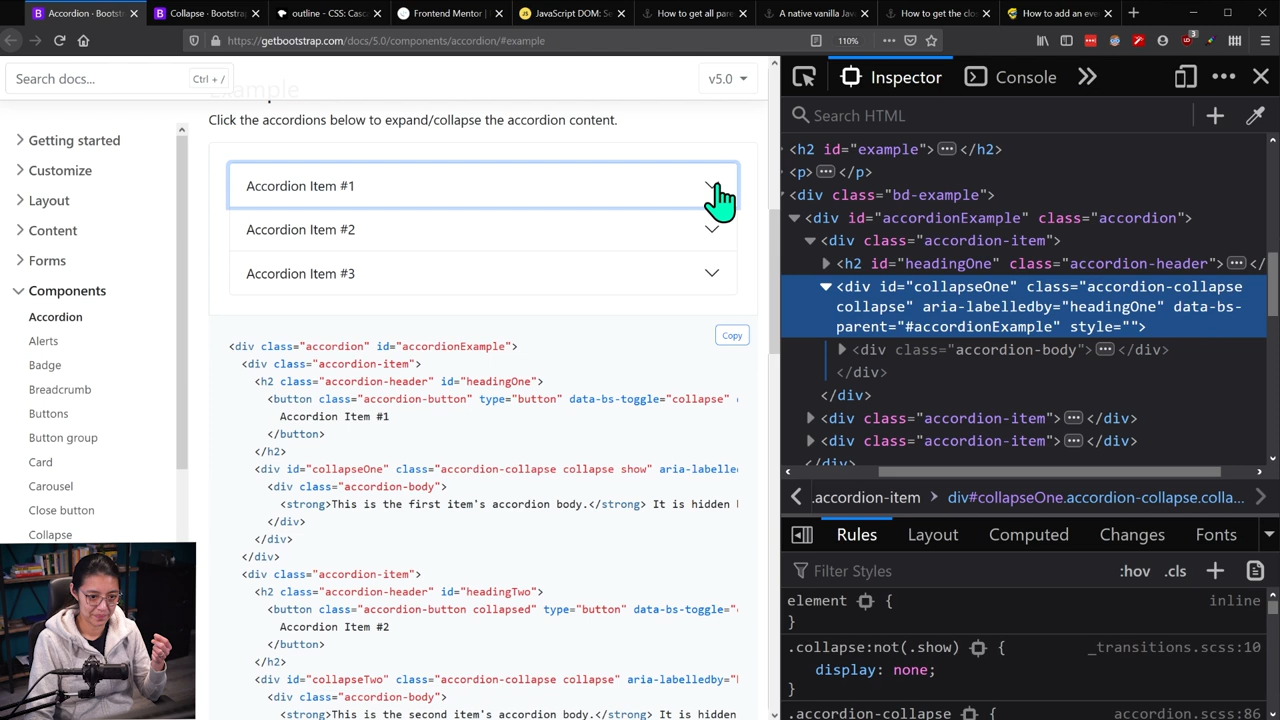 Accordion · Bootst
Collapse · Bootstrap
outline - CSS: Casca
Frontend Mentor |
JavaScript DOM: Se
How to get all pare
A native vanilla Jav
How to get the clos
How to add an eve
https://getbootstrap.com/docs/5.0/components/accordion/#example
110%
3
Search docs...
Ctrl + /
Example
v5.0
Click the accordions below to expand/collapse the accordion content.
Getting started
Customize
Layout
Content
Forms
Components
Accordion
Alerts
Badge
Breadcrumb
Buttons
Button group
Card
Carousel
Close button
Collapse
Accordion Item #1
Accordion Item #2
Accordion Item #3
Copy
<div class="accordion" id="accordionExample">
<div class="accordion-item">
<h2 class="accordion-header" id="headingOne">
<button class="accordion-button" type="button" data-bs-toggle="collapse"
Accordion Item #1
</button>
</h2>
<div id="collapseOne" class="accordion-collapse collapse show" aria-labelle
<div class="accordion-body">
<strong>This is the first item's accordion body.</strong> It is hidden
</div>
</div>
</div>
<div class="accordion-item">
<h2 class="accordion-header" id="headingTwo">
<button class="accordion-button collapsed" type="button" data-bs-toggle="
Accordion Item #2
</button>
</h2>
<div id="collapseTwo" class="accordion-collapse collapse" aria-labelledby="
<div class="accordion-body">
<strong>This is the second item's accordion body.</strong> It is hidden
Inspector
Console
Search HTML
<h2 id="example"> </h2>
<p> </p>
<div class="bd-example">
<div id="accordionExample" class="accordion">
<div class="accordion-item">
<h2 id="headingOne" class="accordion-header"> </
<div id="collapseOne" class="accordion-collapse
collapse" aria-labelledby="headingOne" data-bs-
parent="#accordionExample" style="">
<div class="accordion-body"> </div>
</div>
</div>
<div class="accordion-item"> </div>
<div class="accordion-item"> </div>
</div>
.accordion-item
div#collapseOne.accordion-collapse.colla...
Rules
Layout
Computed
Changes
Fonts
Filter Styles
:hov
.cls
element {
inline
}
.collapse:not(.show) {
_transitions.scss:10
display: none;
}
.accordion-collapse {
accordion.scss:86